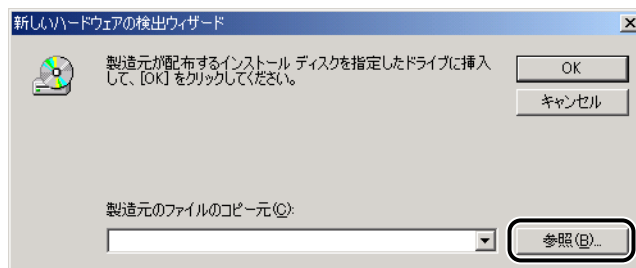 新しいハードウェアの検出ウィザード
製造元が配布するインストール ディスクを指定したドライブに挿入
して、[OK] をクリックしてください。
OK
キャンセル
製造元のファイルのコピー元(C):
参照(B)...